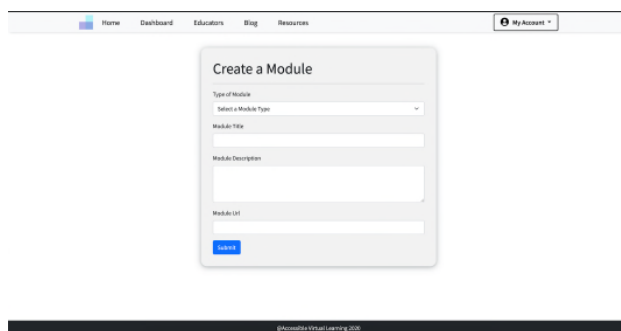 Home Dashboard Educators Blog Resources My Account
Create a Module
Type of Module
Select a Module Type
Module Title
Module Description
Module Url
Submit
@Accessible Virtual Learning 2020